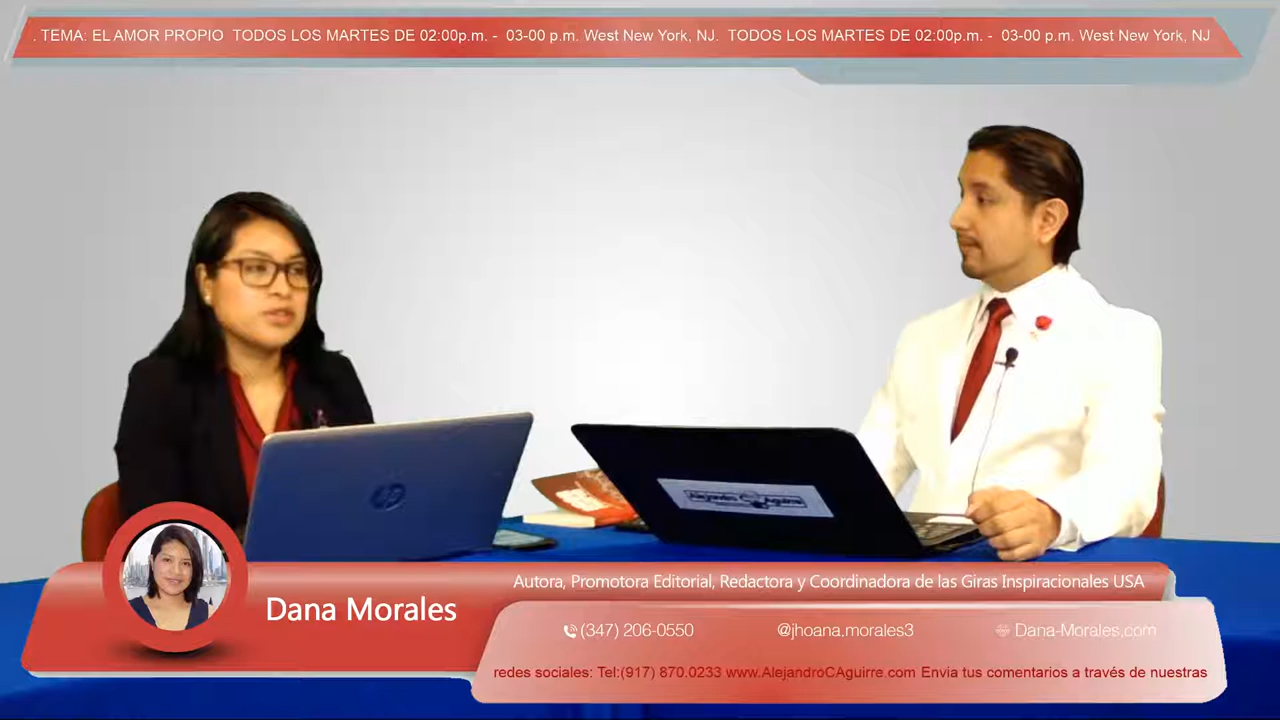 . TEMA: EL AMOR PROPIO TODOS LOS MARTES DE 02:00p.m. - 03-00 p.m. West New York, NJ. TODOS LOS MARTES DE 02:00p.m. - 03-00 p.m. West New York, NJ
hp
Alejandro C Aguirre
Autora, Promotora Editorial, Redactora y Coordinadora de las Giras Inspiracionales USA
Dana Morales
(347) 206-0550 @jhoana.morales3 Dana-Morales,com
redes sociales: Tel:(917) 870.0233 www.AlejandroCAguirre.com Envia tus comentarios a través de nuestras